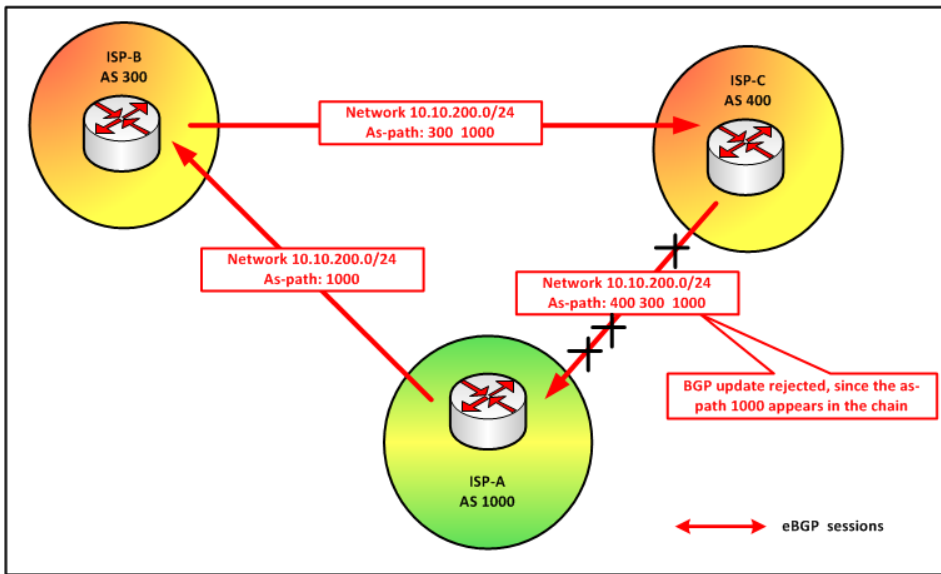 ISP-B
AS 300
ISP-C
AS 400
Network 10.10.200.0/24
As-path: 300 1000
Network 10.10.200.0/24
As-path: 1000
Network 10.10.200.0/24
As-path: 400 300 1000
BGP update rejected, since the as-
path 1000 appears in the chain
ISP-A
AS 1000
eBGP sessions